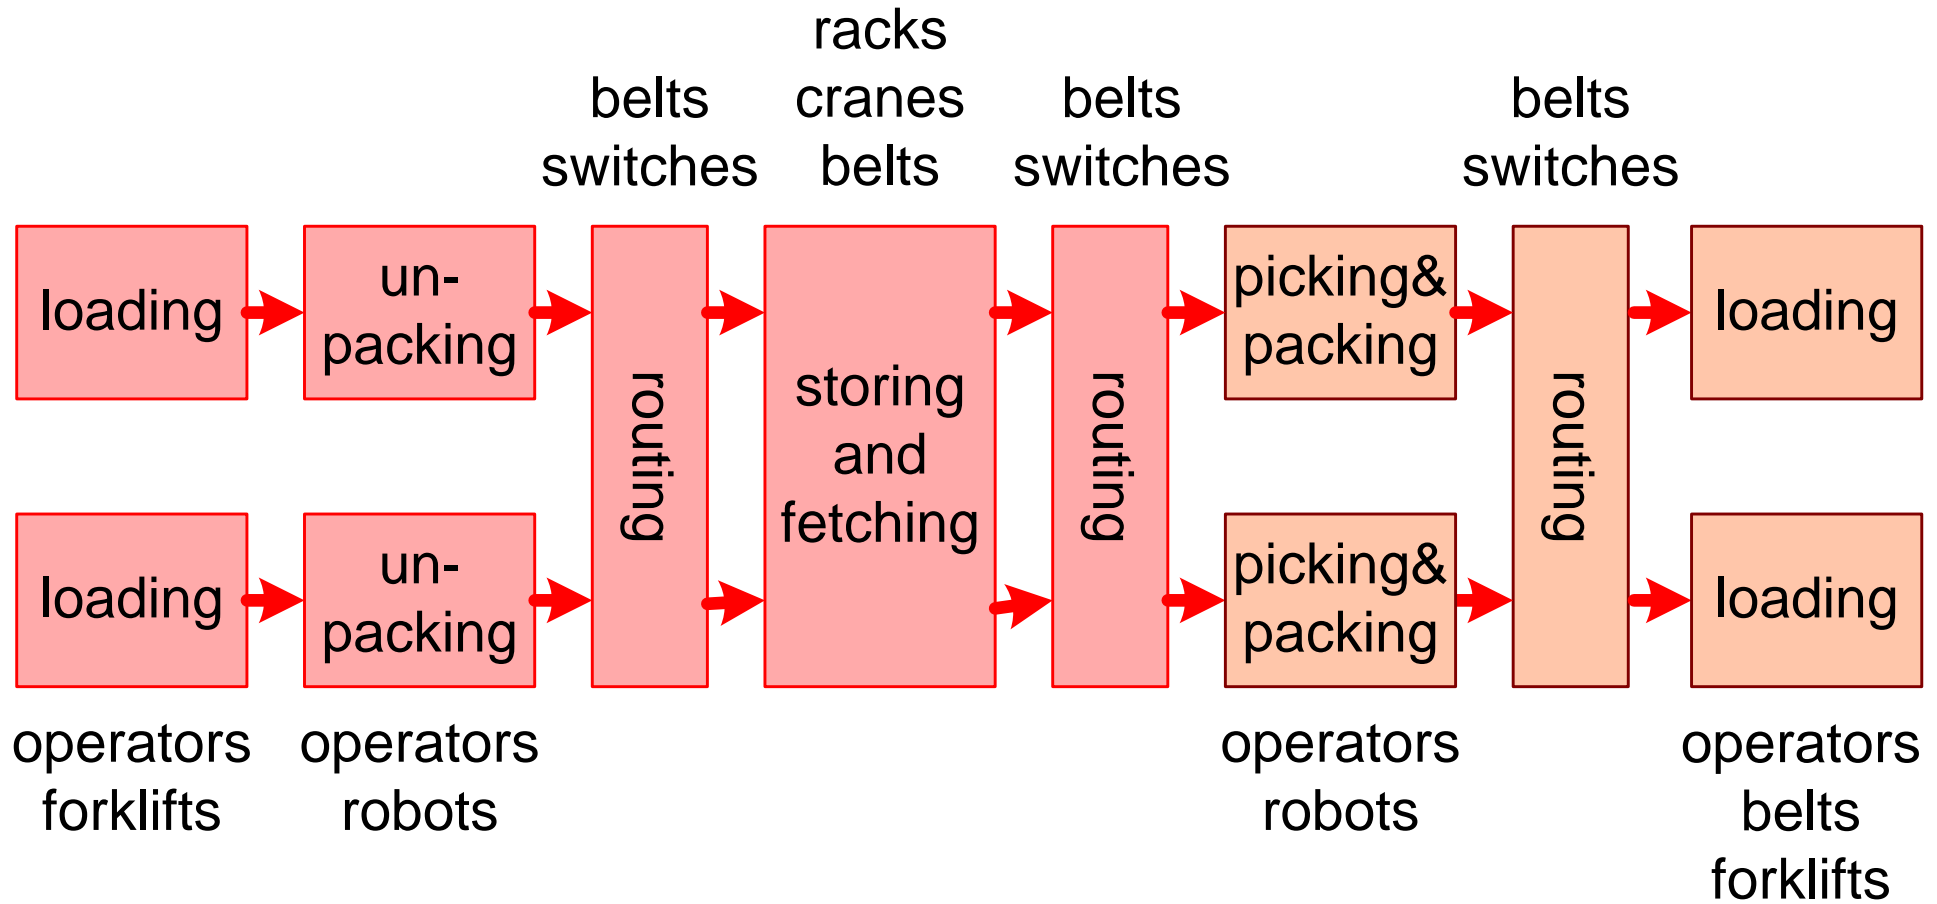 racks
cranes
belts
belts
switches
belts
switches
belts
switches
loading
un-
packing
routing
storing
and
fetching
routing
picking&
packing
routing
loading
loading
un-
packing
picking&
packing
loading
operators
forklifts
operators
robots
operators
robots
operators
belts
forklifts